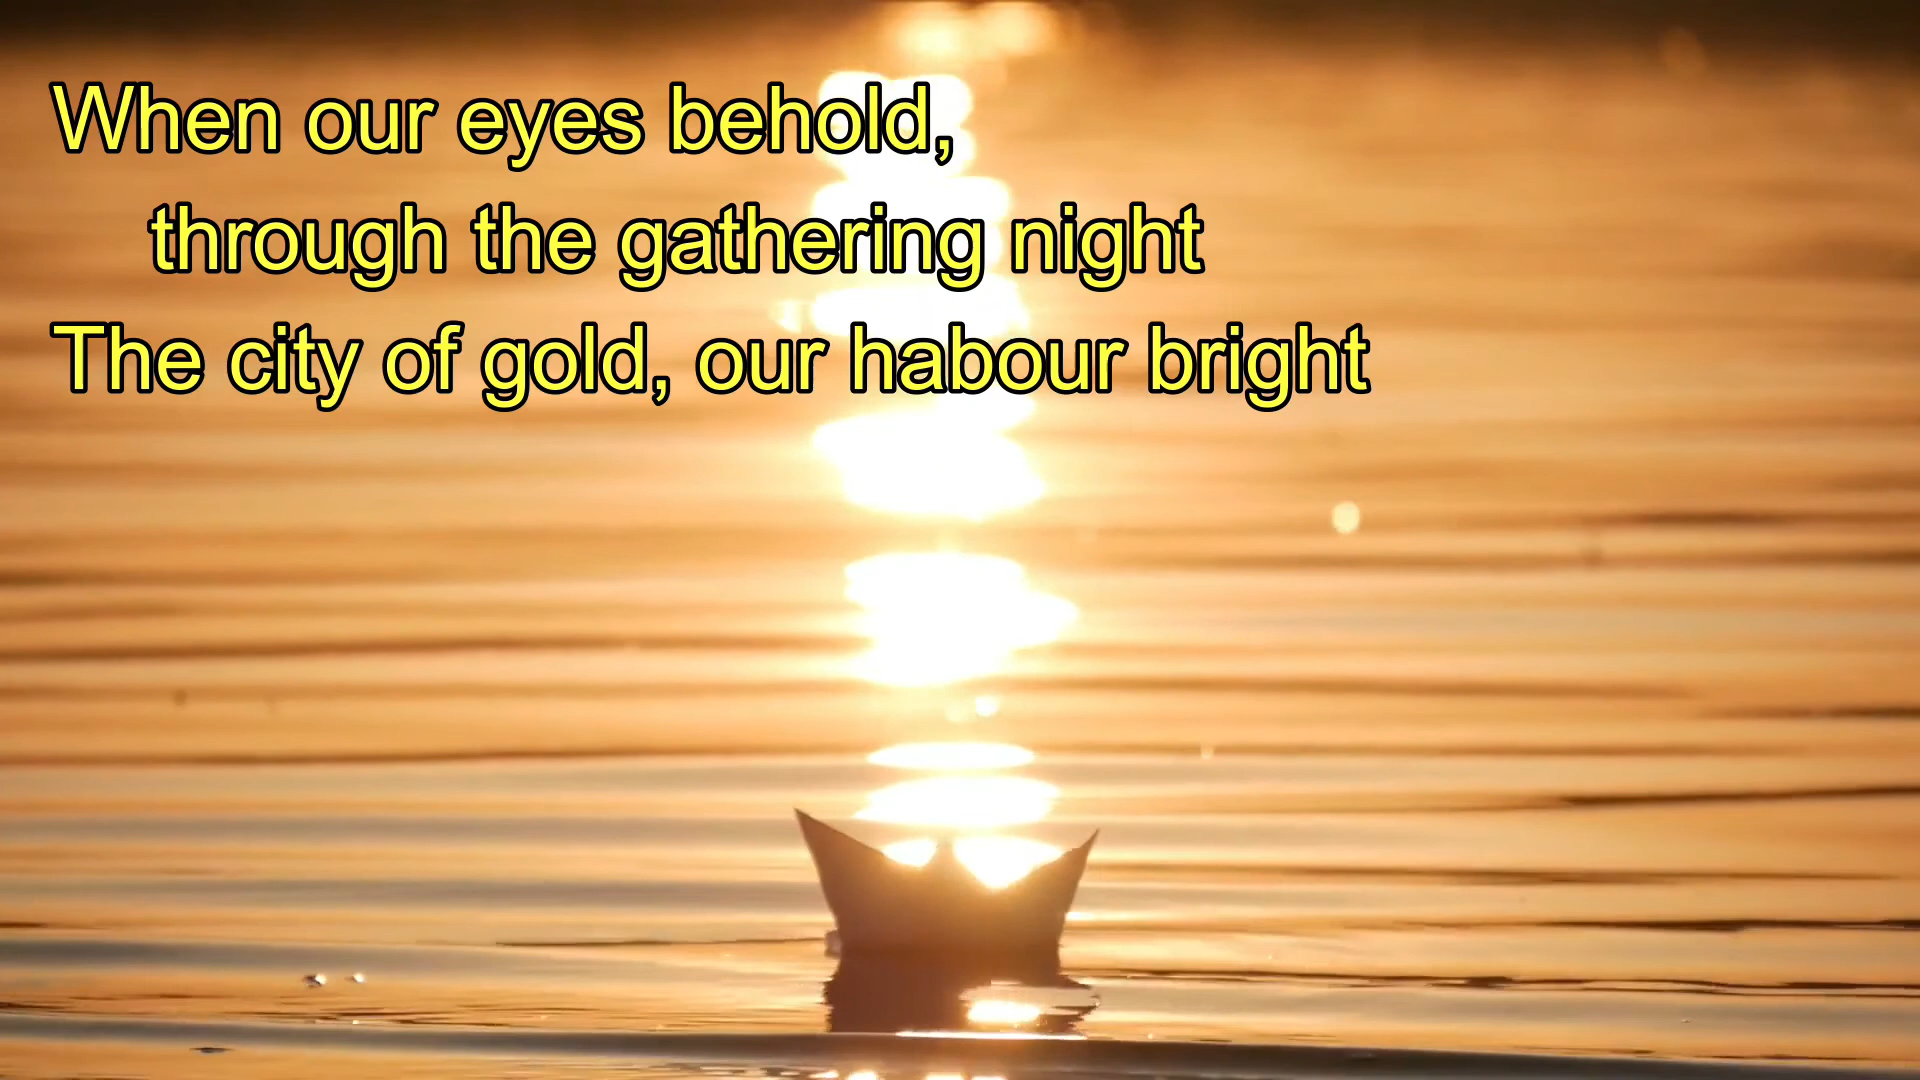 When our eyes behold,
through the gathering night
The city of gold, our habour bright